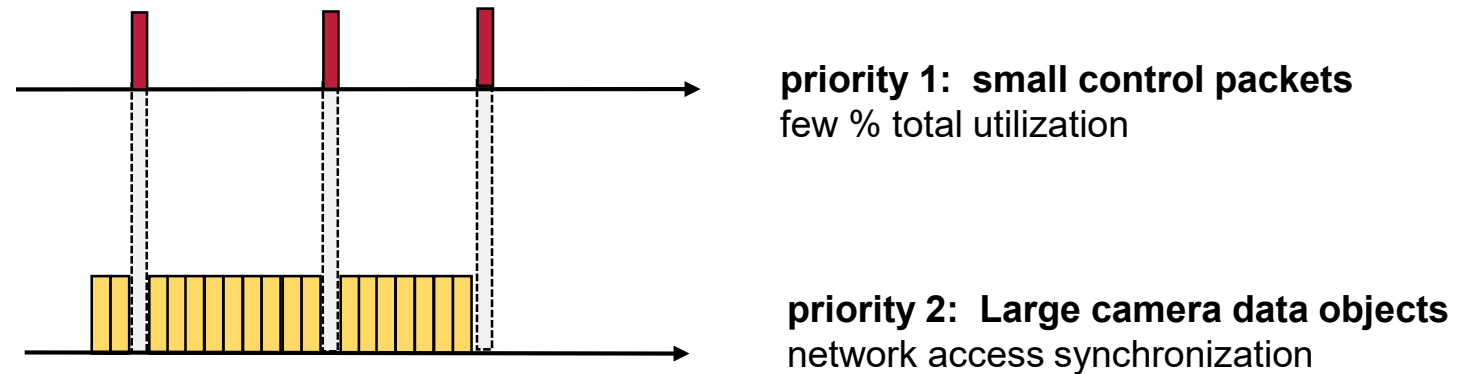 priority 1:  small control packets
few % total utilization
priority 2:  Large camera data objects
network access synchronization